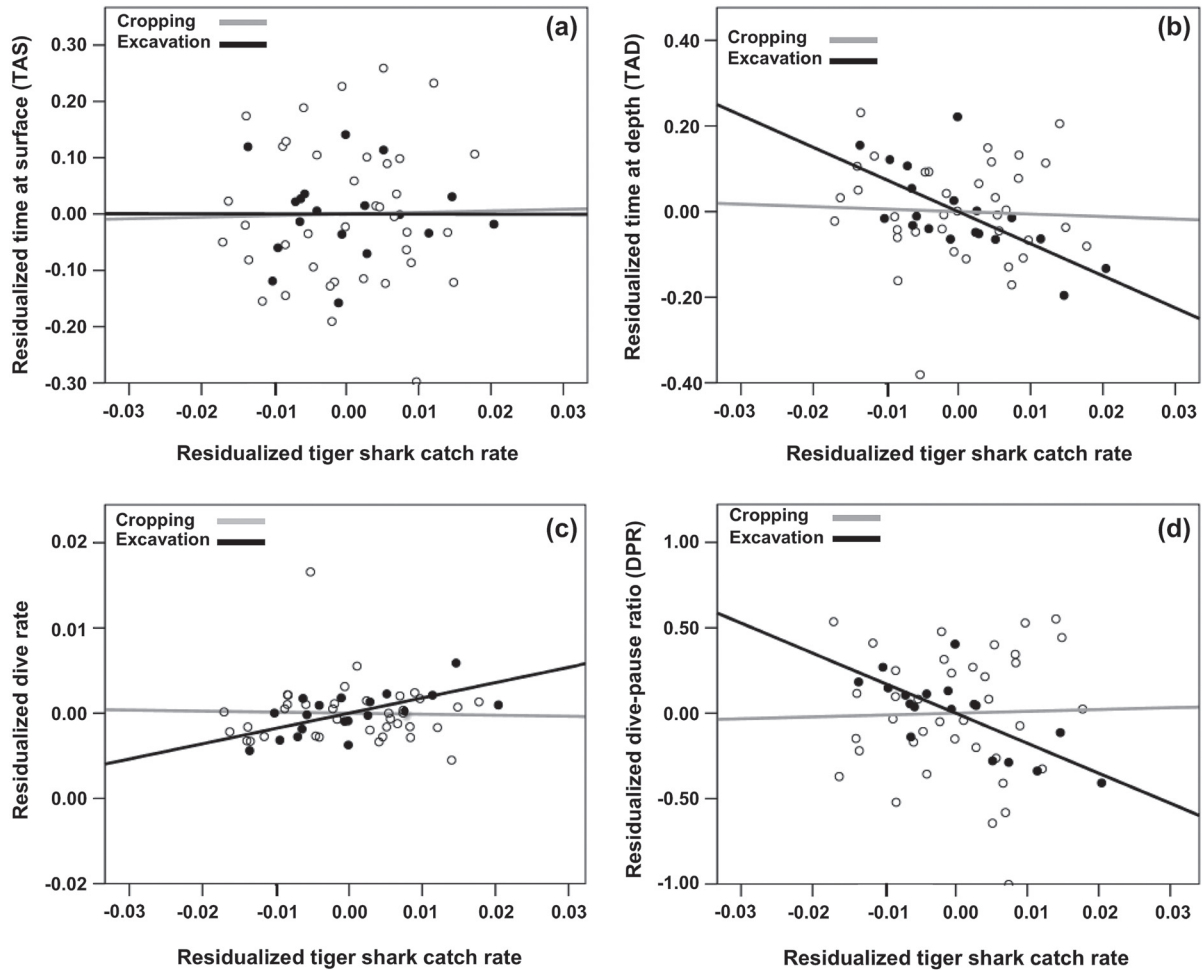 Cropping
Excavation
(a)
Residualized time at surface (TAS)
0.30
0.20
0.10
0.00
-0.10
-0.20
-0.30
-0.03 -0.02 -0.01 0.00 0.01 0.02 0.03
Residualized tiger shark catch rate
Cropping
Excavation
(b)
Residualized time at depth (TAD)
0.40
0.20
0.00
-0.20
-0.40
-0.03 -0.02 -0.01 0.00 0.01 0.02 0.03
Residualized tiger shark catch rate
Cropping
Excavation
(c)
Residualized dive rate
0.02
0.01
0.00
0.00
-0.02
-0.03 -0.02 -0.01 0.00 0.01 0.02 0.03
Residualized tiger shark catch rate
Cropping
Excavation
(d)
Residualized dive-pause ratio (DPR)
1.00
0.50
0.00
-0.50
-1.00
-0.03 -0.02 -0.01 0.00 0.01 0.02 0.03
Residualized tiger shark catch rate